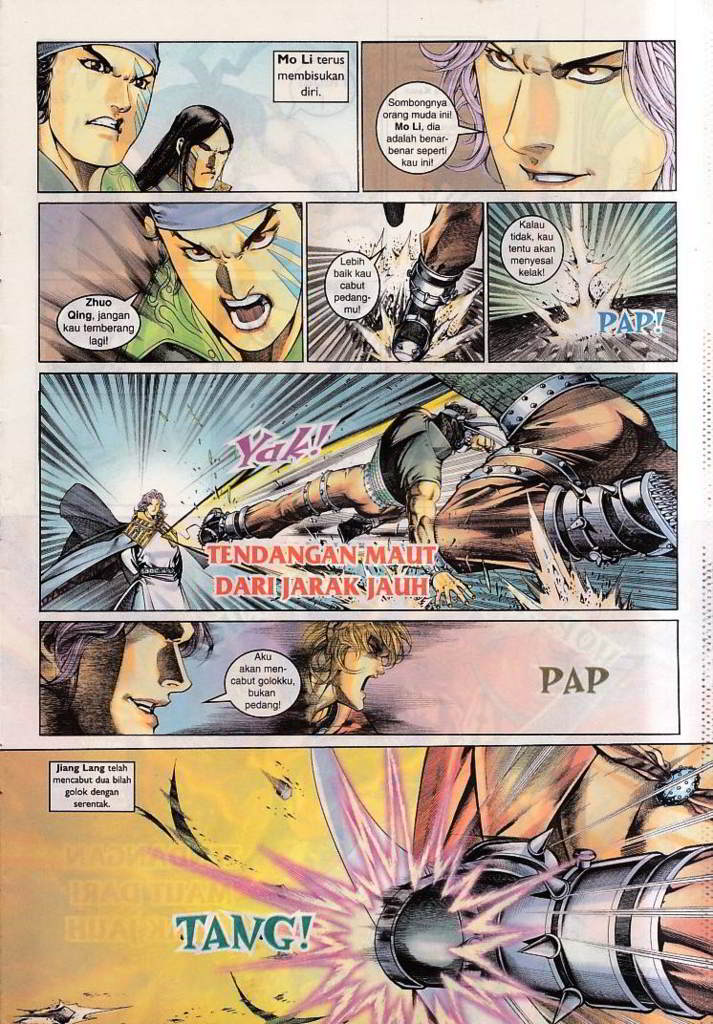 Mo Li terus
membisukan
diri.
Sombongnya
orang muda ini!
Mo Li, dia
adalah benar-
benar seperti
kau ini!
Zhuo
Qing, jangan
kau temberang
lagi!
Lebih
baik kau
cabut
pedang-
mu!
Kalau
tidak, kau
tentu akan
menyesal
kelak!
PAP!
Yak!
TENDANGAN MAUT
DARI JARAK JAUH
Aku
akan men-
cabut golokku,
bukan
pedang!
PAP
Jiang Lang telah
mencabut dua bilah
golok dengan
serentak.
TANG!